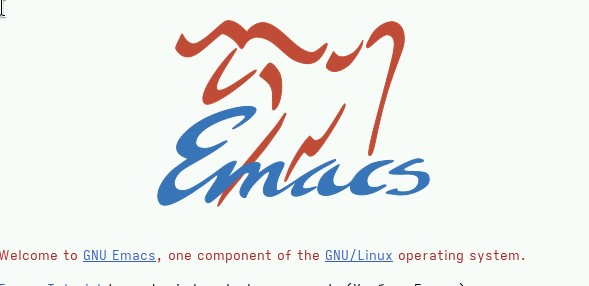 Emacs
Welcome to GNU Emacs, one component of the GNU/Linux operating system.